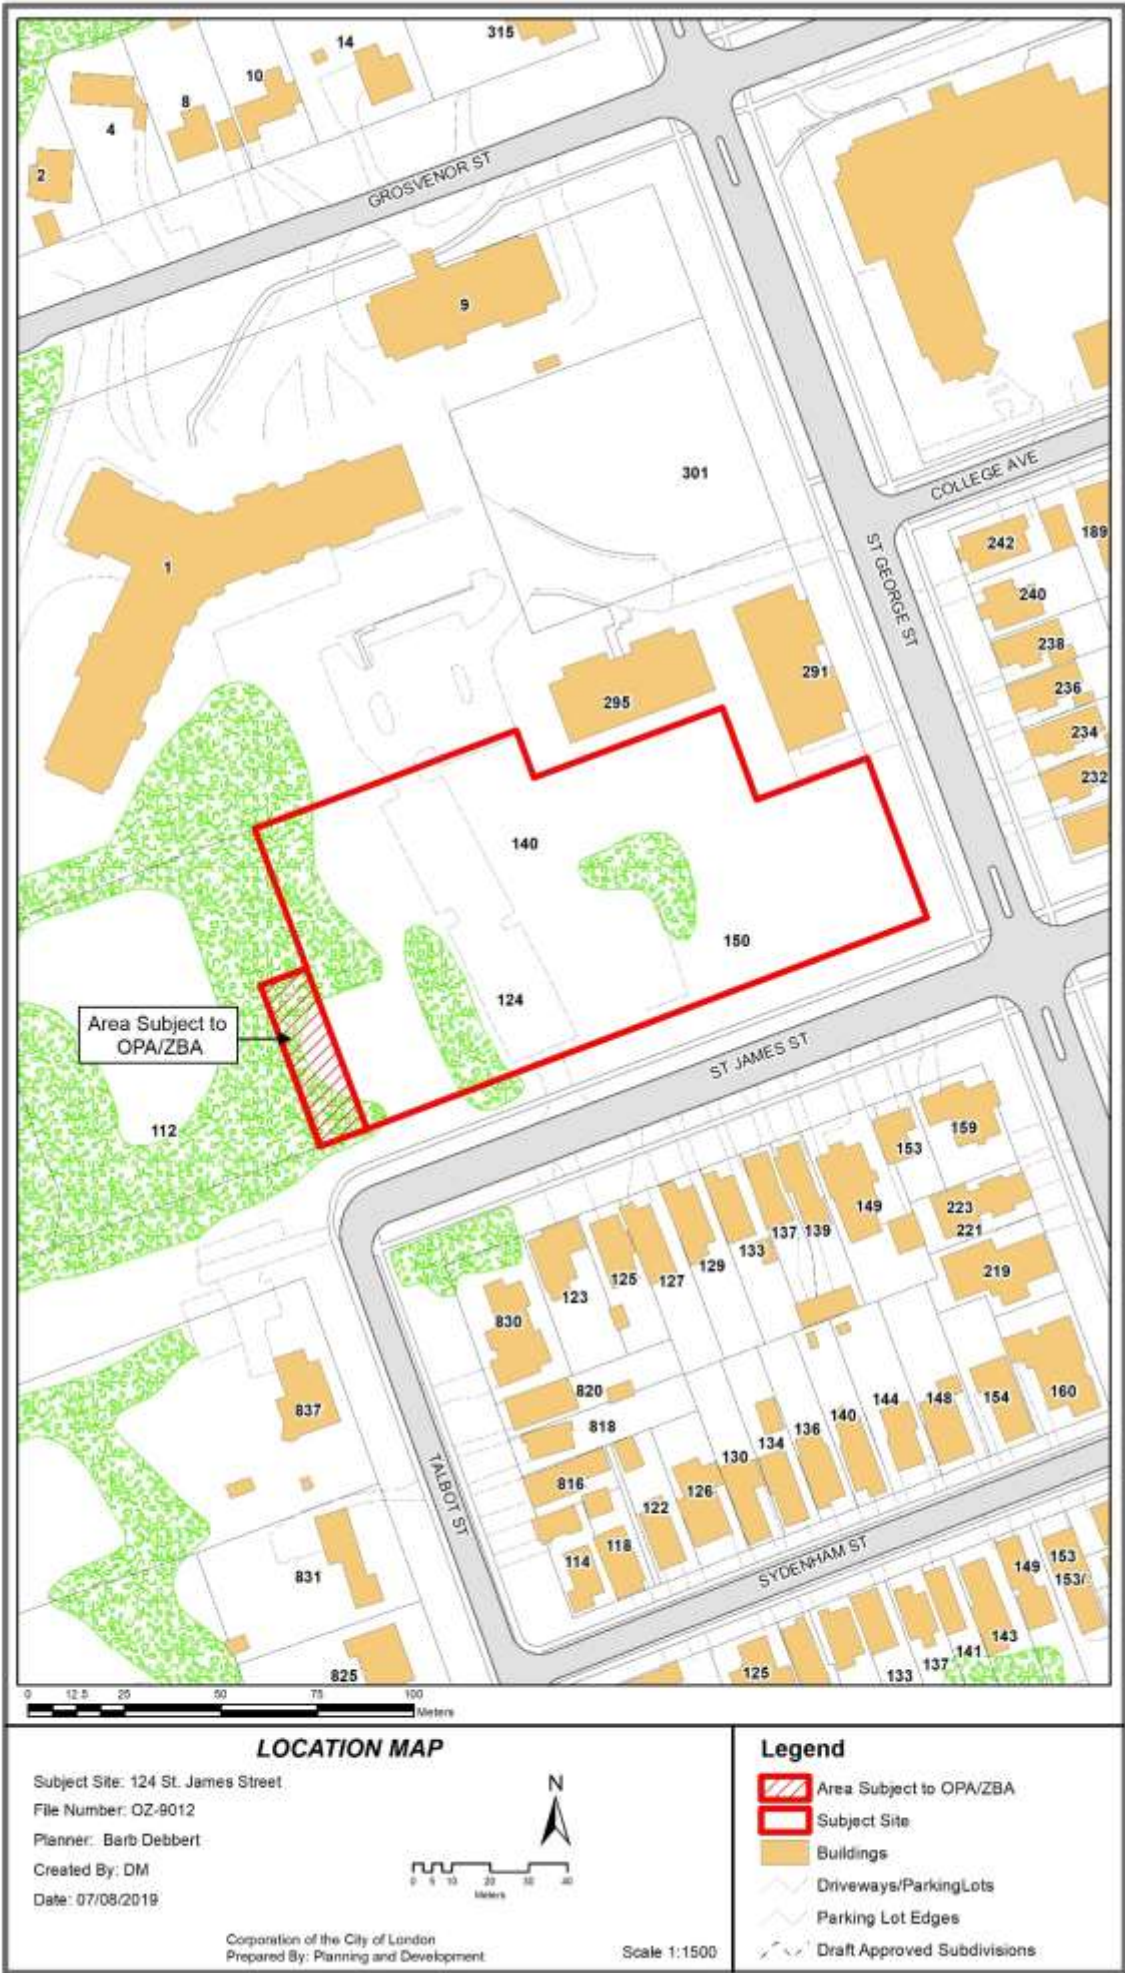 315
14
10
8
4
2
GROSVENOR ST
9
301
COLLEGE AVE
ST GEORGE ST
189
242
240
238
236
234
232
1
295
291
140
150
124
Area Subject to
OPA/ZBA
112
ST JAMES ST
159
153
149
223
221
219
139
137
133
129
127
125
123
830
820
818
816
837
831
825
TALBOT ST
114
118
122
126
130
134
136
140
144
148
154
160
SYDENHAM ST
125
133
137
141
143
149
153
153/
0 12.5 25 50 75 100
Meters
LOCATION MAP
Subject Site: 124 St. James Street
File Number: OZ-9012
Planner: Barb Debbert
Created By: DM
Date: 07/08/2019
N
0 5 10 20 30 40
Meters
Corporation of the City of London
Prepared By: Planning and Development
Scale 1:1500
Legend
Area Subject to OPA/ZBA
Subject Site
Buildings
Driveways/ParkingLots
Parking Lot Edges
Draft Approved Subdivisions